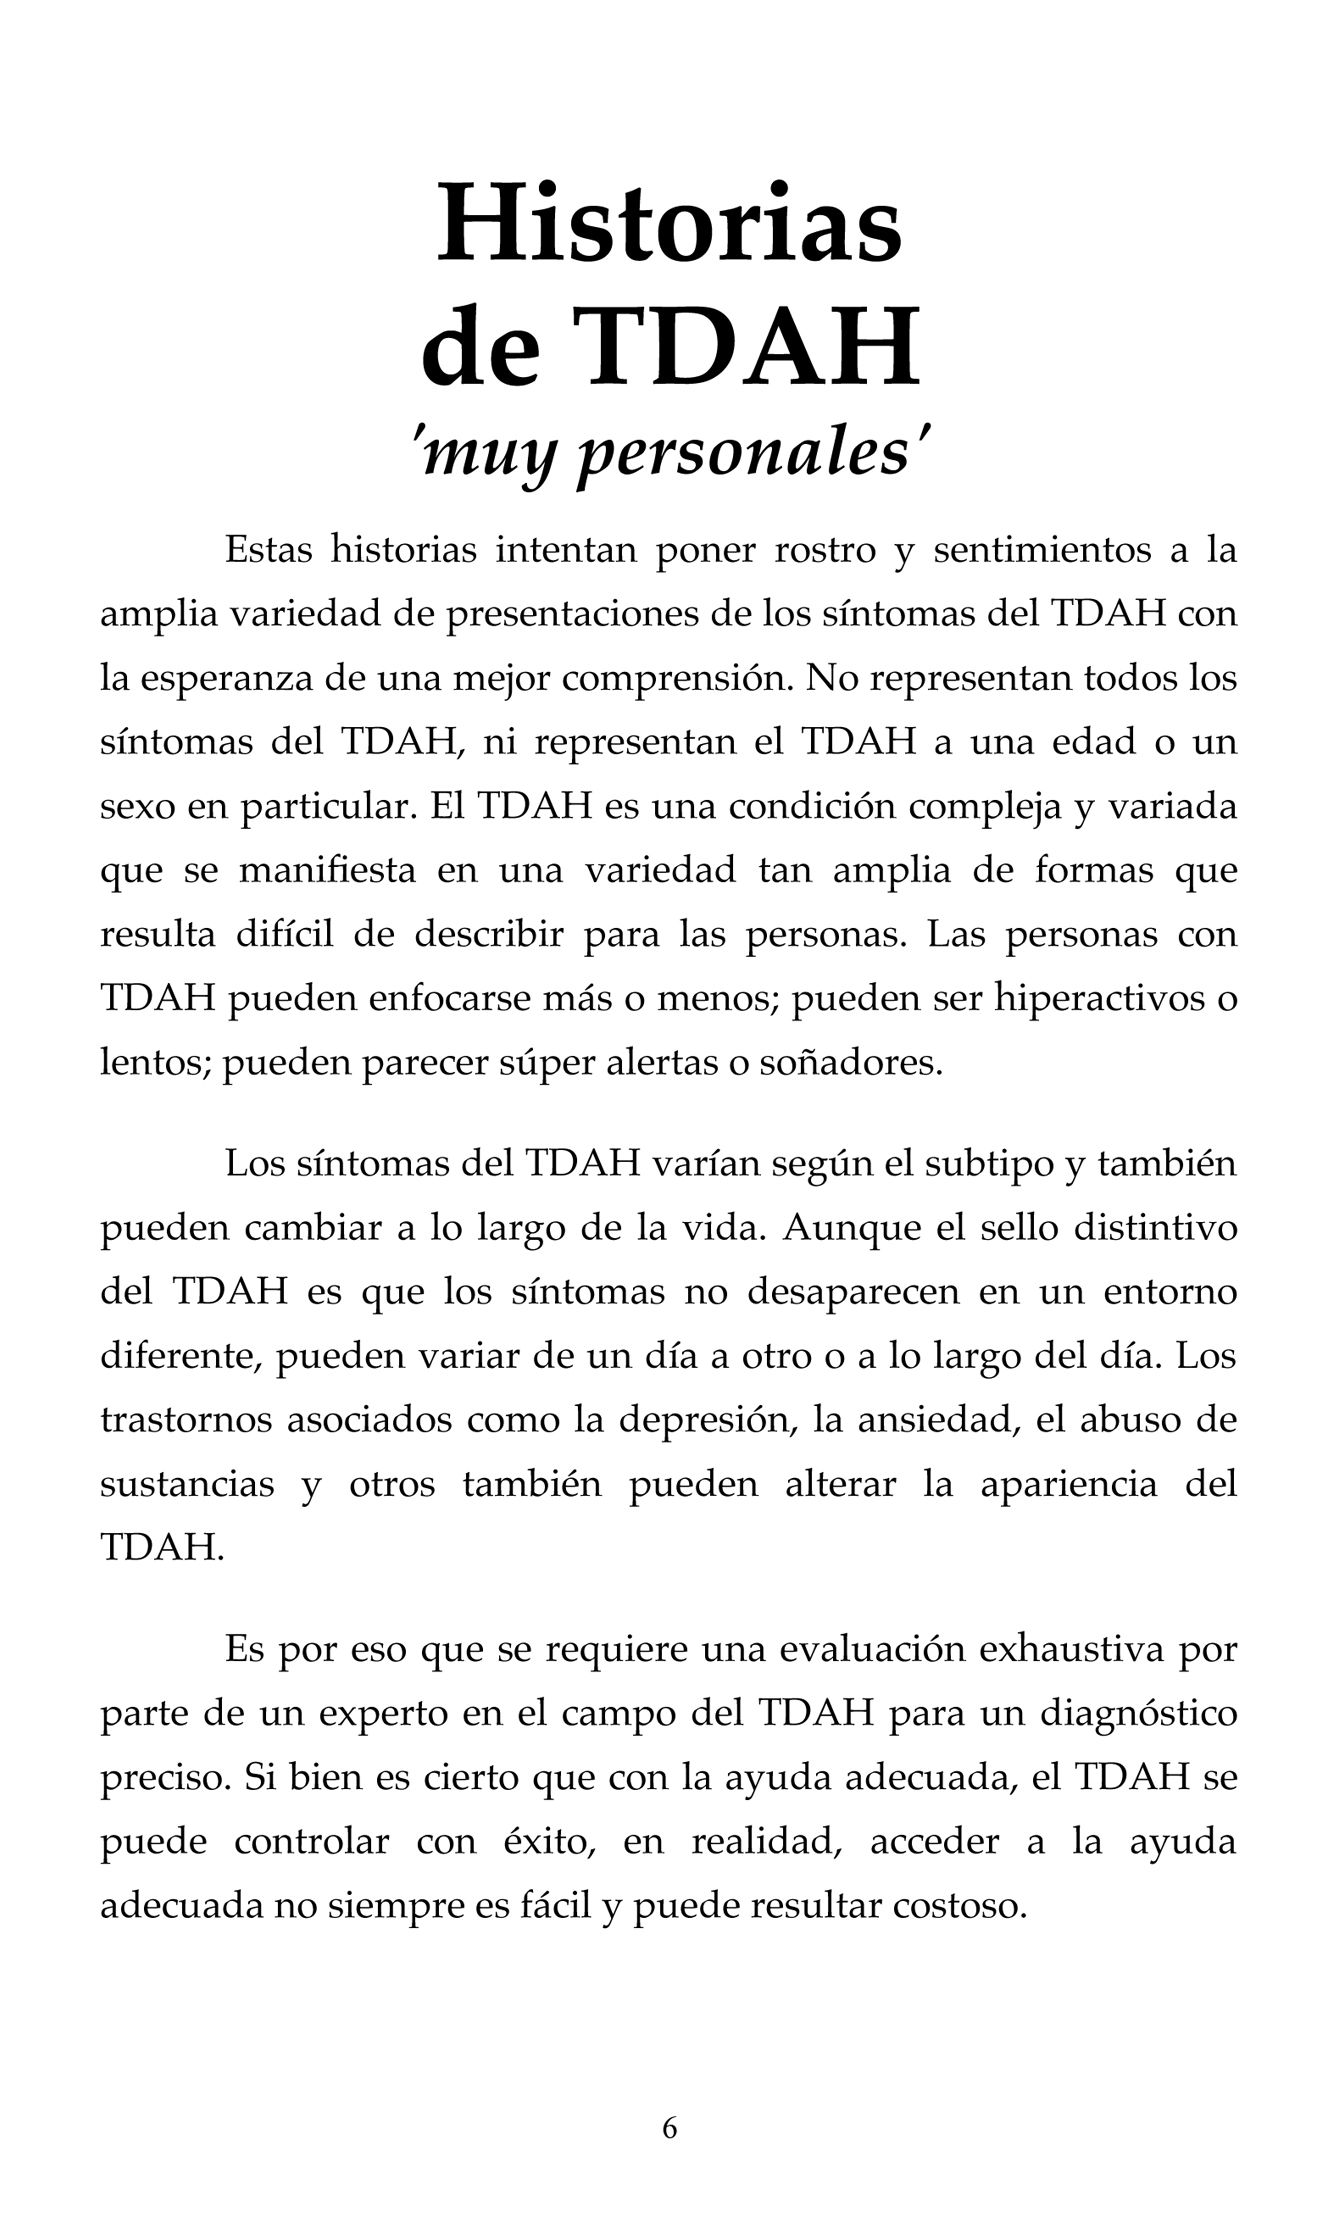 Historias
de TDAH
'muy personales'
Estas historias intentan poner rostro y sentimientos a la
amplia variedad de presentaciones de los síntomas del TDAH con
la esperanza de una mejor comprensión. No representan todos los
síntomas del TDAH, ni representan el TDAH a una edad o un
sexo en particular. El TDAH es una condición compleja y variada
que se manifiesta en una variedad tan amplia de formas que
resulta difícil de describir para las personas. Las personas con
TDAH pueden enfocarse más o menos; pueden ser hiperactivos o
lentos; pueden parecer súper alertas o soñadores.
Los síntomas del TDAH varían según el subtipo y también
pueden cambiar a lo largo de la vida. Aunque el sello distintivo
del TDAH es que los síntomas no desaparecen en un entorno
diferente, pueden variar de un día a otro o a lo largo del día. Los
trastornos asociados como la depresión, la ansiedad, el abuso de
sustancias y otros también pueden alterar la apariencia del
TDAH.
Es por eso que se requiere una evaluación exhaustiva por
parte de un experto en el campo del TDAH para un diagnóstico
preciso. Si bien es cierto que con la ayuda adecuada, el TDAH se
puede controlar con éxito, en realidad, acceder a la ayuda
adecuada no siempre es fácil y puede resultar costoso.
6